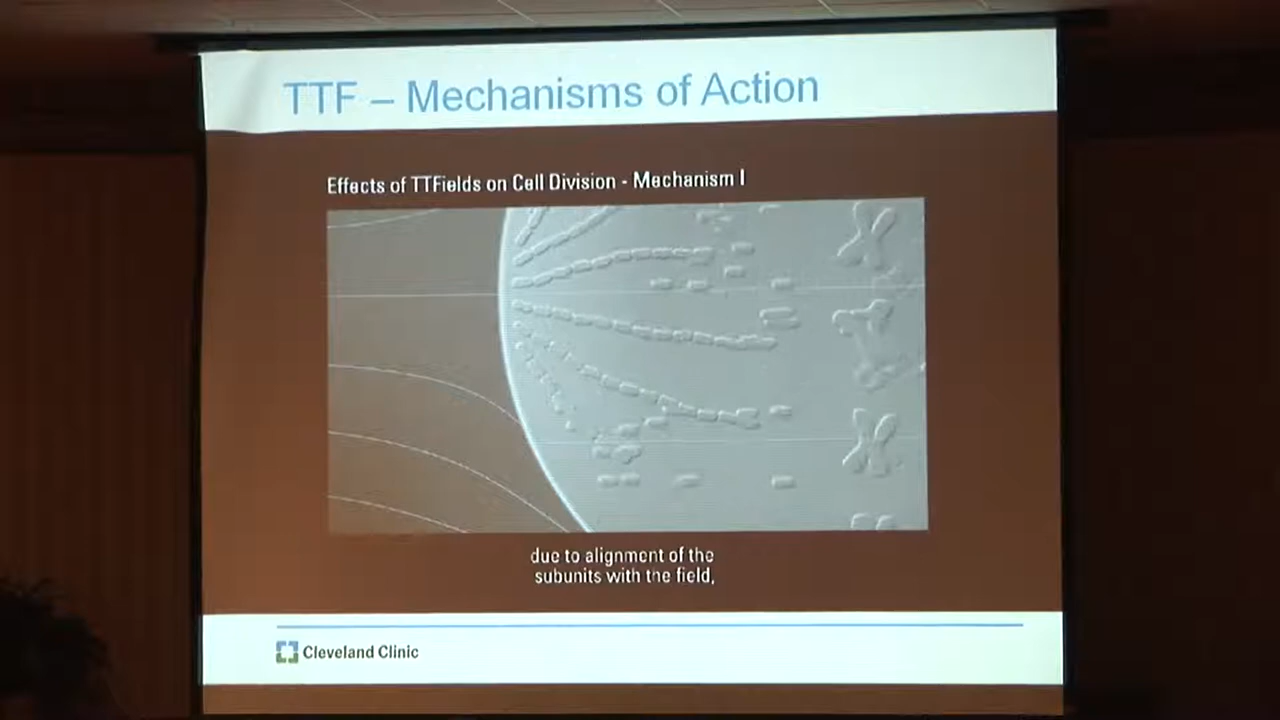 TTF – Mechanisms of Action
Effects of TTFields on Cell Division - Mechanism I
due to alignment of the
subunits with the field,
Cleveland Clinic